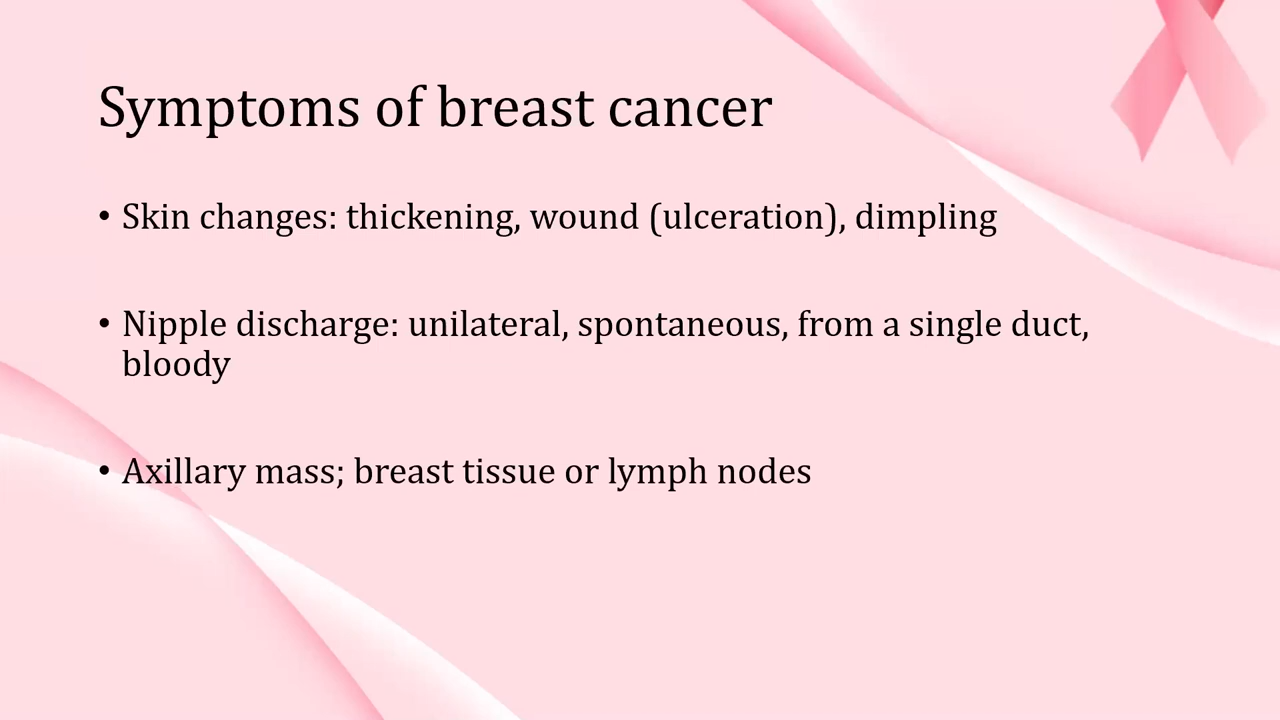 Symptoms of breast cancer
• Skin changes: thickening, wound (ulceration), dimpling
• Nipple discharge: unilateral, spontaneous, from a single duct,
bloody
• Axillary mass; breast tissue or lymph nodes